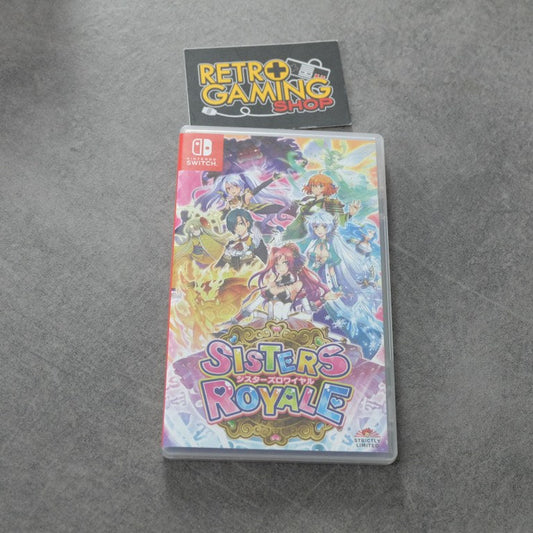 RETRO
GAMING
SHOP
NINTENDO
SWITCH
SISTERS
シスターズロワイヤル
ROYALE
STRICTLY
LIMITED